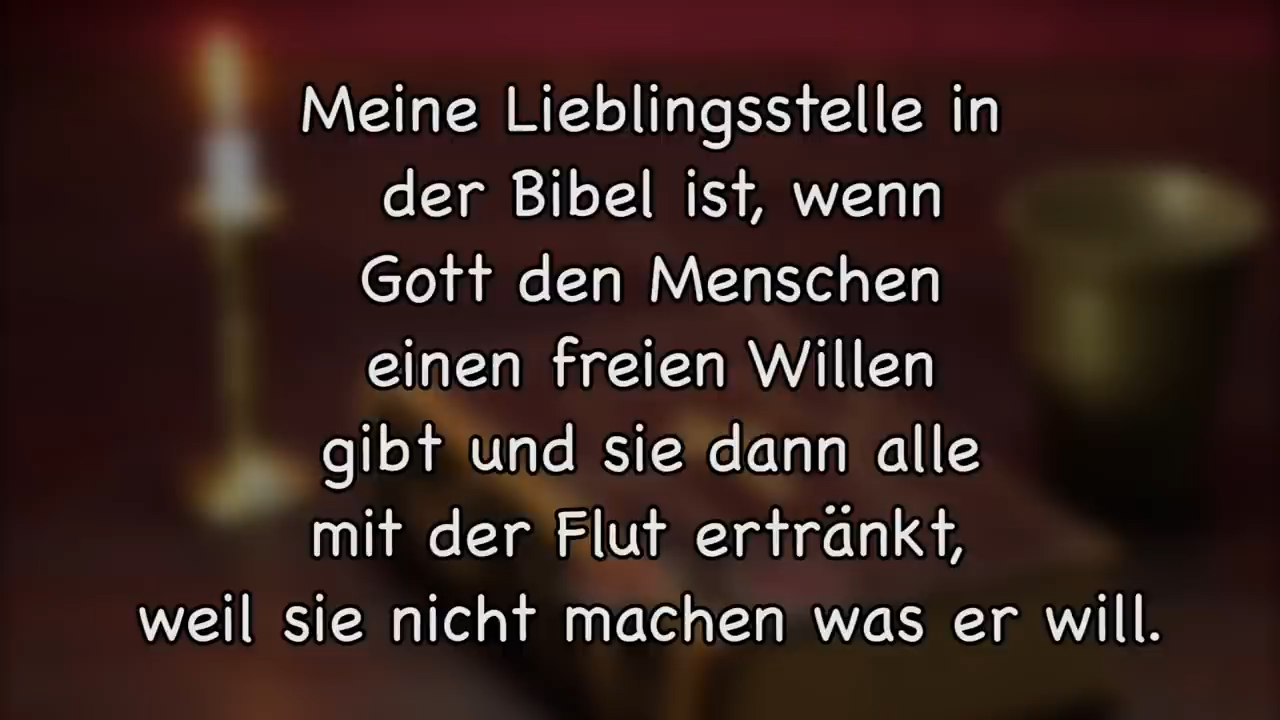 Meine Lieblingsstelle in
der Bibel ist, wenn
Gott den Menschen
einen freien Willen
gibt und sie dann alle
mit der Flut ertränkt,
weil sie nicht machen was er will.